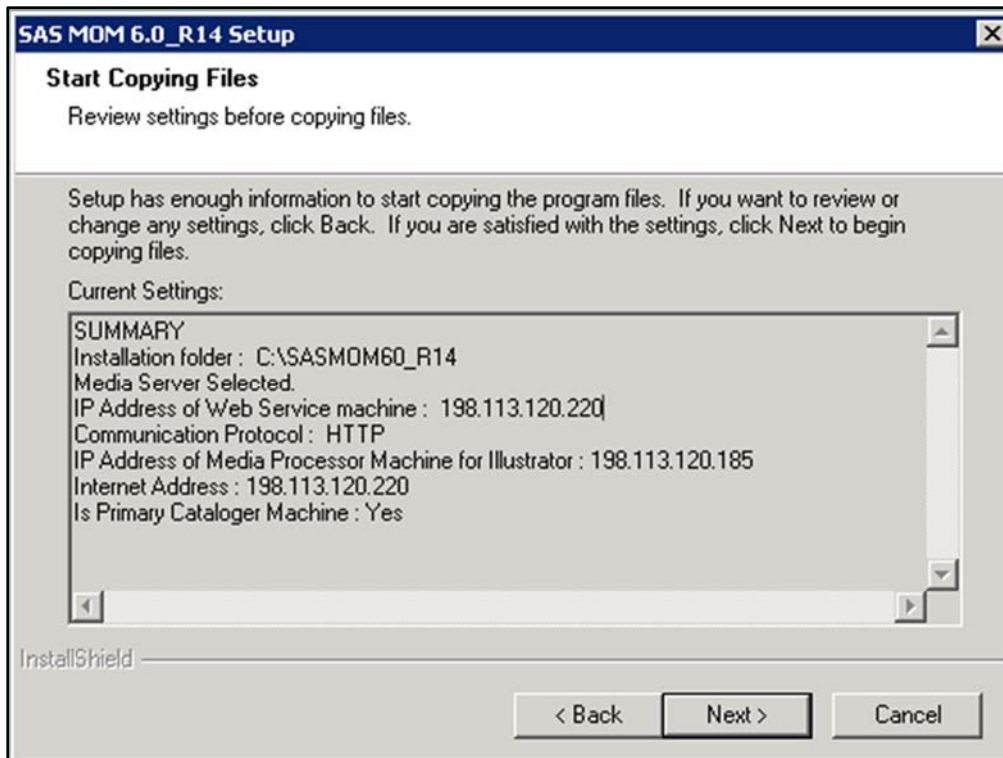 SAS MOM 6.0_R14 Setup
Start Copying Files
Review settings before copying files.
Setup has enough information to start copying the program files. If you want to review or
change any settings, click Back. If you are satisfied with the settings, click Next to begin
copying files.
Current Settings:
SUMMARY
Installation folder : C:\SASMOM60_R14
Media Server Selected.
IP Address of Web Service machine : 198.113.120.220
Communication Protocol : HTTP
IP Address of Media Processor Machine for Illustrator : 198.113.120.185
Internet Address : 198.113.120.220
Is Primary Cataloger Machine : Yes
InstallShield
< Back Next > Cancel